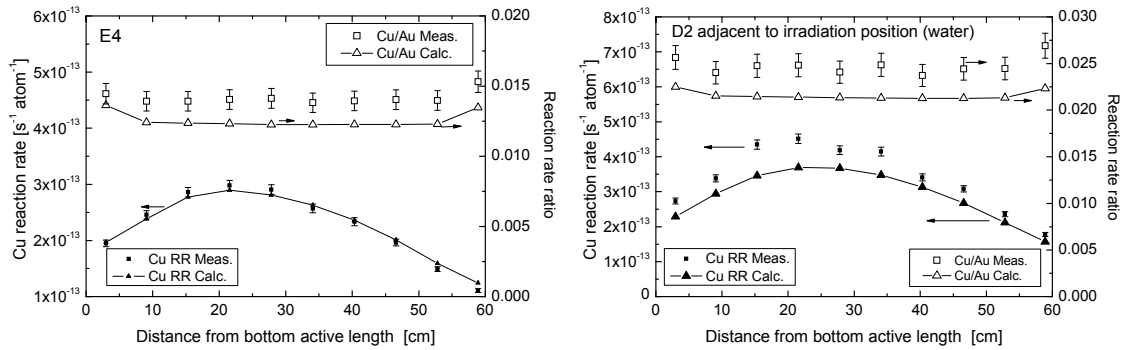 6x10⁻¹³
5x10⁻¹³
4x10⁻¹³
3x10⁻¹³
2x10⁻¹³
1x10⁻¹³
Cu reaction rate [s⁻¹ atom⁻¹]
E4
Cu/Au Meas.
Cu/Au Calc.
Cu RR Meas.
Cu RR Calc.
0.020
0.015
0.010
0.005
0.000
Reaction rate ratio
0 10 20 30 40 50 60
Distance from bottom active length [cm]
8x10⁻¹³
7x10⁻¹³
6x10⁻¹³
5x10⁻¹³
4x10⁻¹³
3x10⁻¹³
2x10⁻¹³
1x10⁻¹³
0
Cu reaction rate [s⁻¹ atom⁻¹]
D2 adjacent to irradiation position (water)
Cu RR Meas.
Cu RR Calc.
Cu/Au Meas.
Cu/Au Calc.
0.030
0.025
0.020
0.015
0.010
0.005
0.000
Reaction rate ratio
0 10 20 30 40 50 60
Distance from bottom active length [cm]